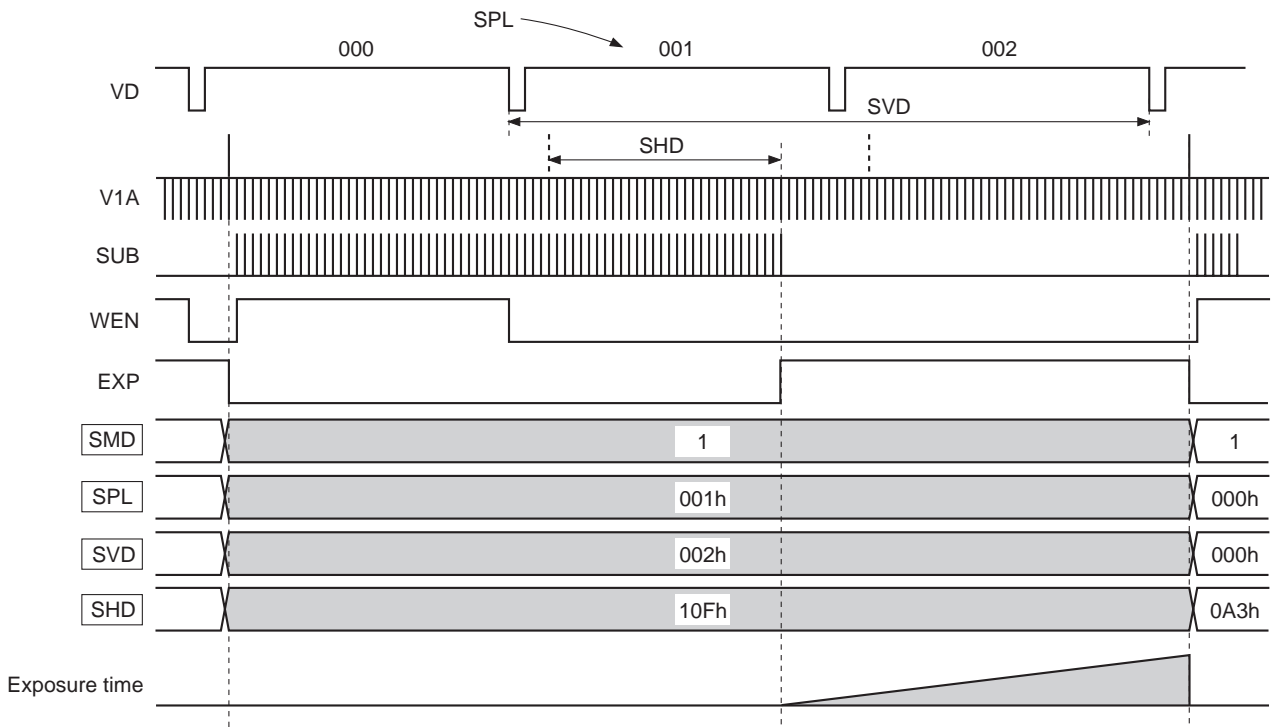 SPL
000 001 002
VD
SVD
SHD
V1A
SUB
WEN
EXP
SMD 1 1
SPL 001h 000h
SVD 002h 000h
SHD 10Fh 0A3h
Exposure time